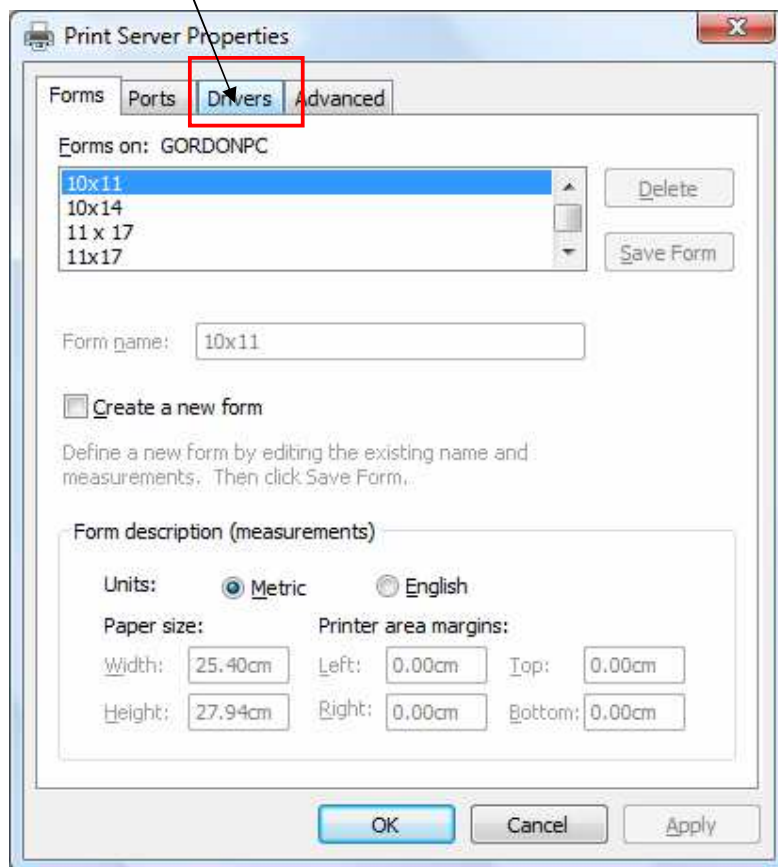 Print Server Properties
Forms Ports Drivers Advanced
Forms on: GORDONPC
10x11
10x14
11 x 17
11x17
Delete
Save Form
Form name: 10x11
Create a new form
Define a new form by editing the existing name and
measurements. Then click Save Form.
Form description (measurements)
Units: Metric English
Paper size: Printer area margins:
Width: 25.40cm Left: 0.00cm Top: 0.00cm
Height: 27.94cm Right: 0.00cm Bottom: 0.00cm
OK Cancel Apply